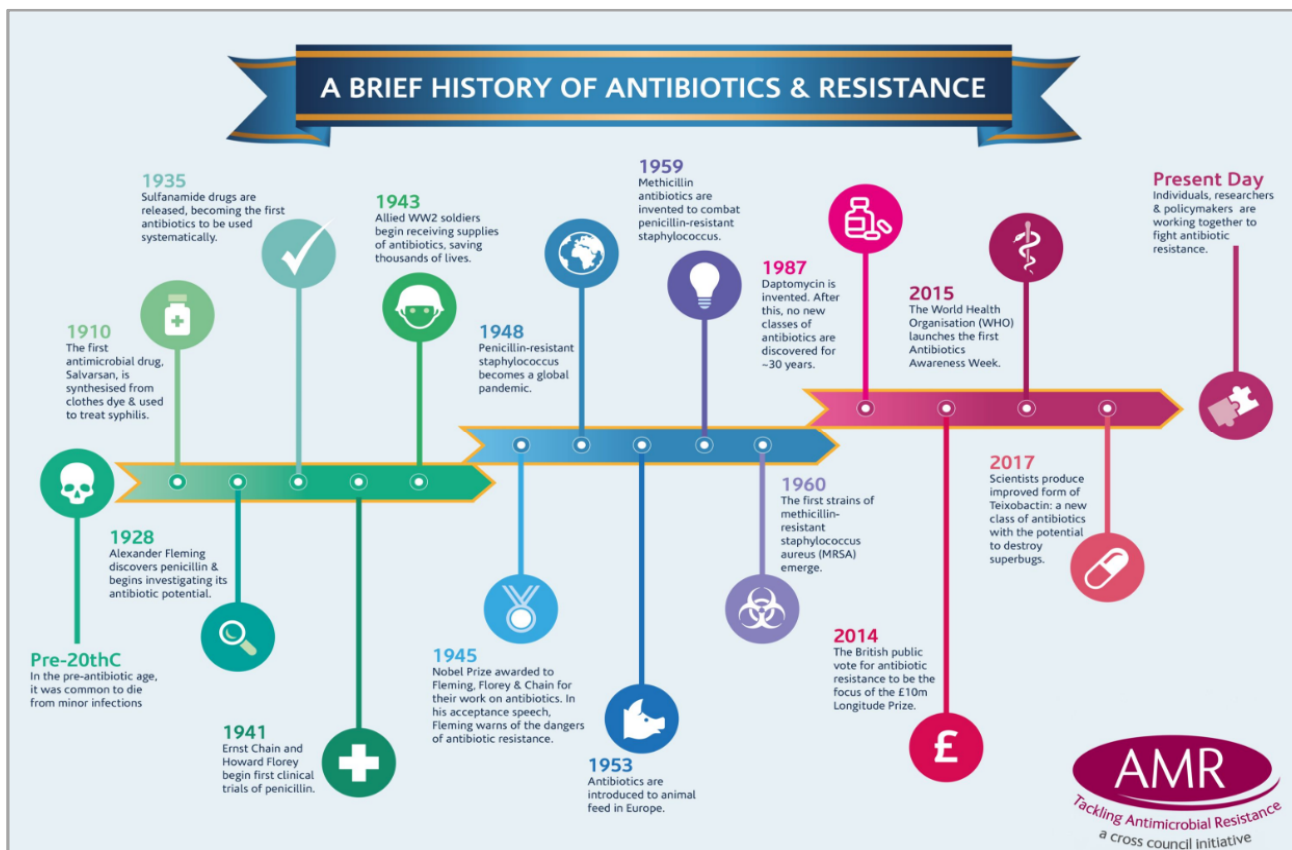 A BRIEF HISTORY OF ANTIBIOTICS & RESISTANCE
Pre-20thC
In the pre-antibiotic age,
it was common to die
from minor infections
1910
The first
antimicrobial drug,
Salvarsan, is
synthesised from
clothes dye & used
to treat syphilis.
1928
Alexander Fleming
discovers penicillin &
begins investigating its
antibiotic potential.
1935
Sulfanamide drugs are
released, becoming the first
antibiotics to be used
systematically.
1941
Ernst Chain and
Howard Florey
begin first clinical
trials of penicillin.
1943
Allied WW2 soldiers
begin receiving supplies
of antibiotics, saving
thousands of lives.
1945
Nobel Prize awarded to
Fleming, Florey & Chain for
their work on antibiotics. In
his acceptance speech,
Fleming warns of the dangers
of antibiotic resistance.
1948
Penicillin-resistant
staphylococcus
becomes a global
pandemic.
1953
Antibiotics are
introduced to animal
feed in Europe.
1959
Methicillin
antibiotics are
invented to combat
penicillin-resistant
staphylococcus.
1960
The first strains of
methicillin-
resistant
staphylococcus
aureus (MRSA)
emerge.
1987
Daptomycin is
invented. After
this, no new
classes of
antibiotics are
discovered for
~30 years.
2014
The British public
vote for antibiotic
resistance to be the
focus of the £10m
Longitude Prize.
£
2015
The World Health
Organisation (WHO)
launches the first
Antibiotics
Awareness Week.
2017
Scientists produce
improved form of
Teixobactin: a new
class of antibiotics
with the potential
to destroy
superbugs.
Present Day
Individuals, researchers
& policymakers are
working together to
fight antibiotic
resistance.
AMR
Tackling Antimicrobial Resistance
a cross council initiative